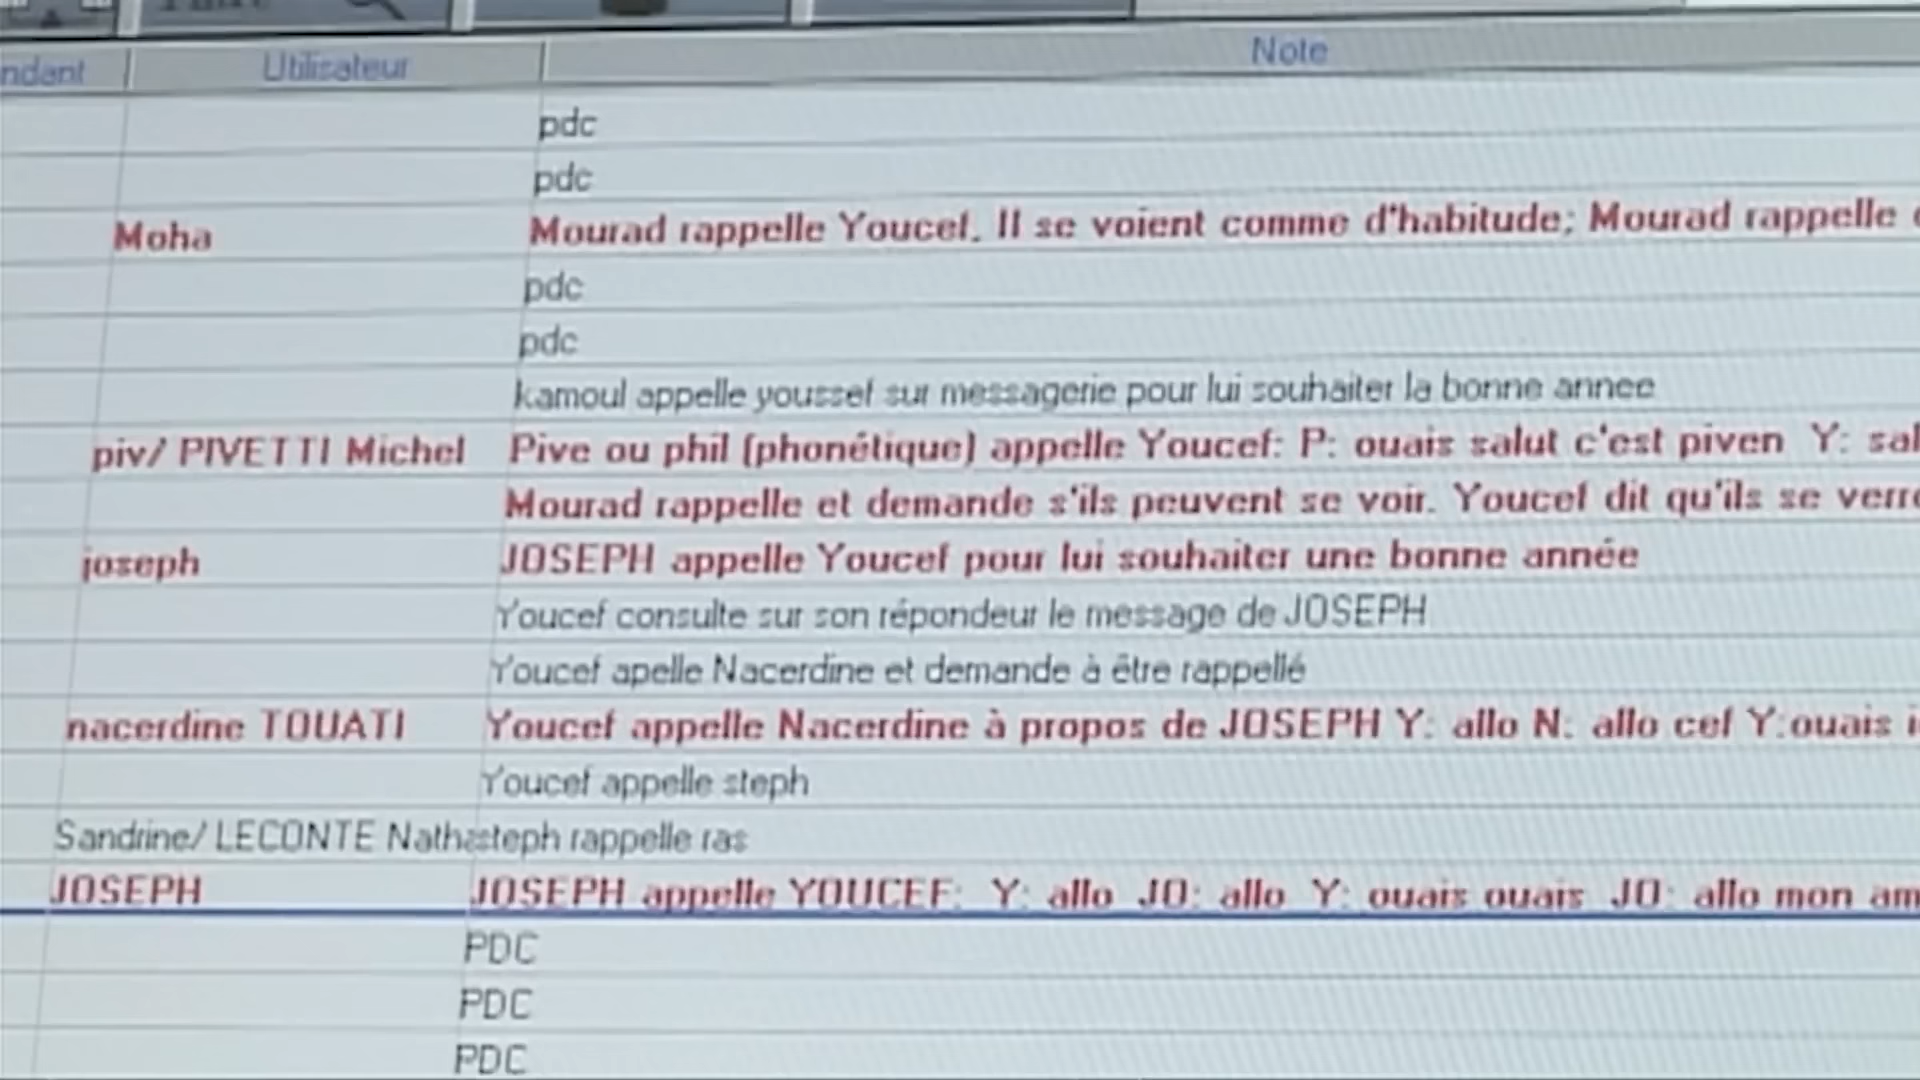 ndant Utilisateur Note
pdc
pdc
Moha Mourad rappelle Youcef. Il se voient comme d'habitude; Mourad rappelle
pdc
pdc
kamoul appelle youssef sur messagerie pour lui souhaiter la bonne annee
piv/ PIVETTI Michel Pive ou phil (phonétique) appelle Youcef: P: ouais salut c'est piven Y: sal
Mourad rappelle et demande s'ils peuvent se voir. Youcef dit qu'ils se verr
joseph JOSEPH appelle Youcef pour lui souhaiter une bonne année
Youcef consulte sur son répondeur le message de JOSEPH
Youcef apelle Nacerdine et demande à être rappellé
nacerdine TOUATI Youcef appelle Nacerdine à propos de JOSEPH Y: allo N: allo cef Y:ouais
Youcef appelle steph
Sandrine/ LECONTE Natha steph rappelle ras
JOSEPH JOSEPH appelle YOUCEF: Y: allo JO: allo Y: ouais ouais JO: allo mon am
PDC
PDC
PDC